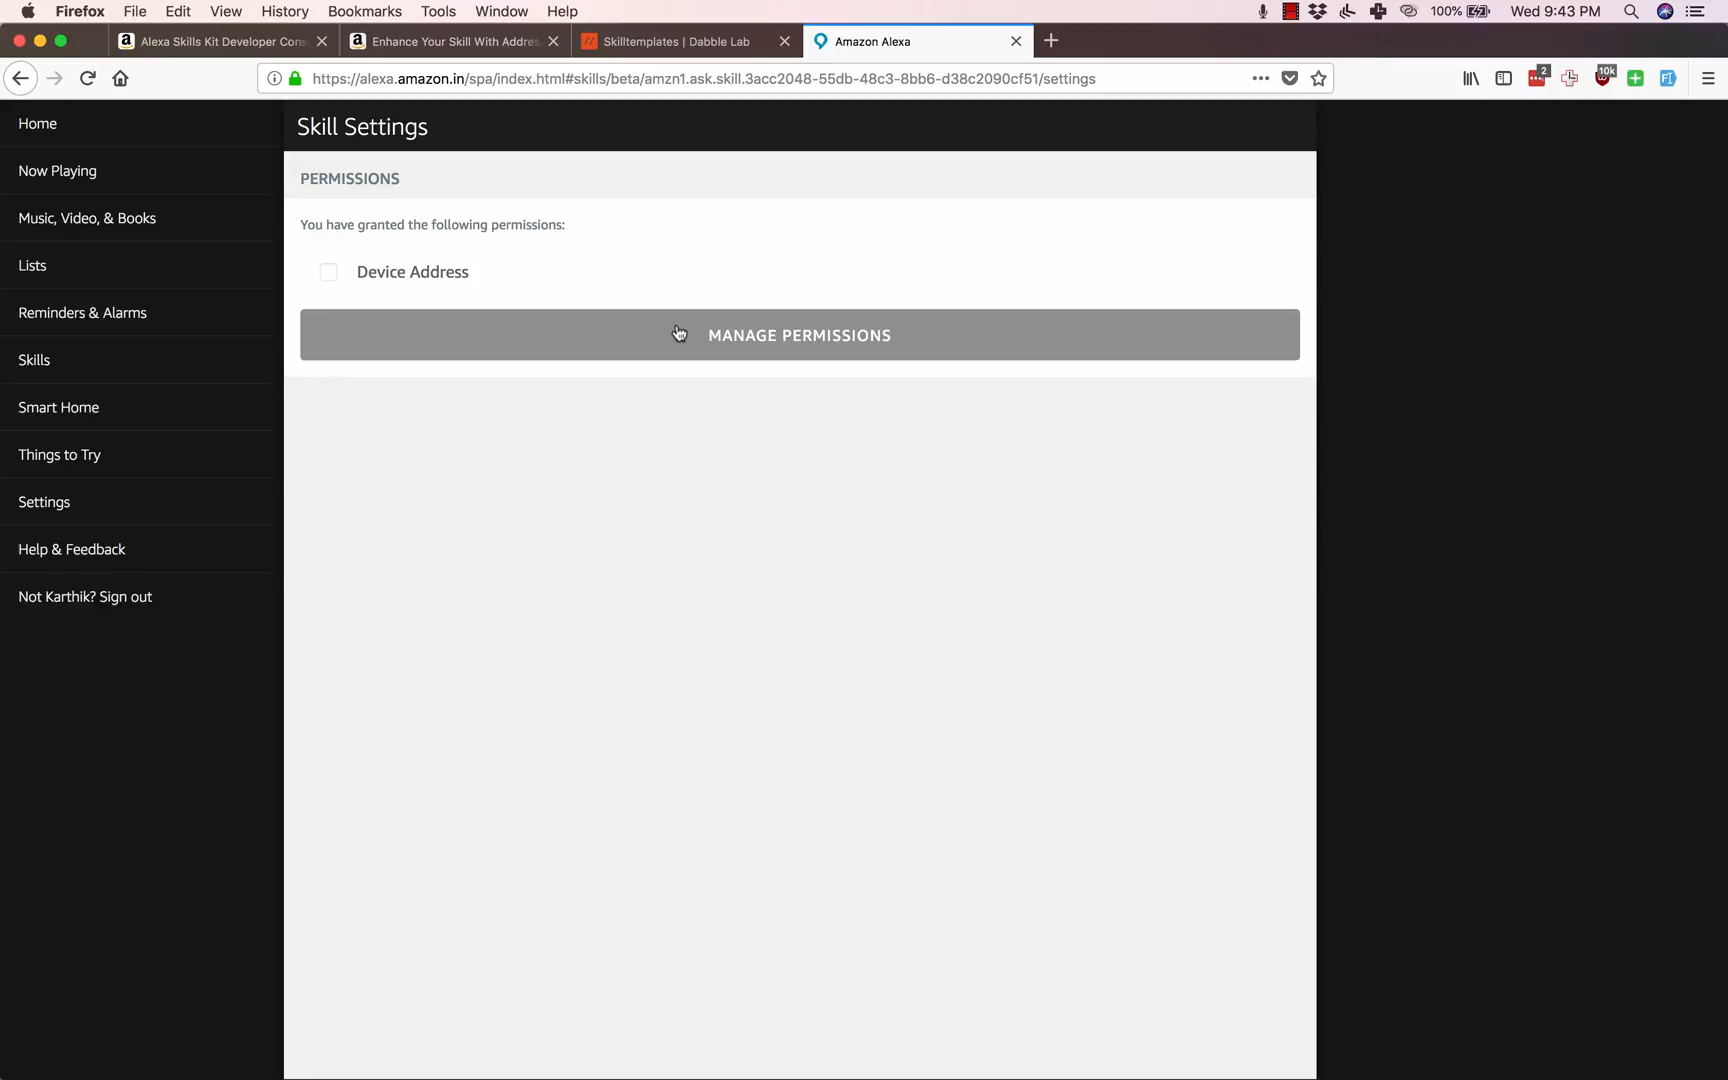 Firefox File Edit View History Bookmarks Tools Window Help 100% Wed 9:43 PM
Alexa Skills Kit Developer Cons Enhance Your Skill With Addres Skilltemplates | Dabble Lab Amazon Alexa
https://alexa.amazon.in/spa/index.html#skills/beta/amzn1.ask.skill.3acc2048-55db-48c3-8bb6-d38c2090cf51/settings 2 10k
Home
Now Playing
Music, Video, & Books
Lists
Reminders & Alarms
Skills
Smart Home
Things to Try
Settings
Help & Feedback
Not Karthik? Sign out
Skill Settings
PERMISSIONS
You have granted the following permissions:
Device Address
MANAGE PERMISSIONS